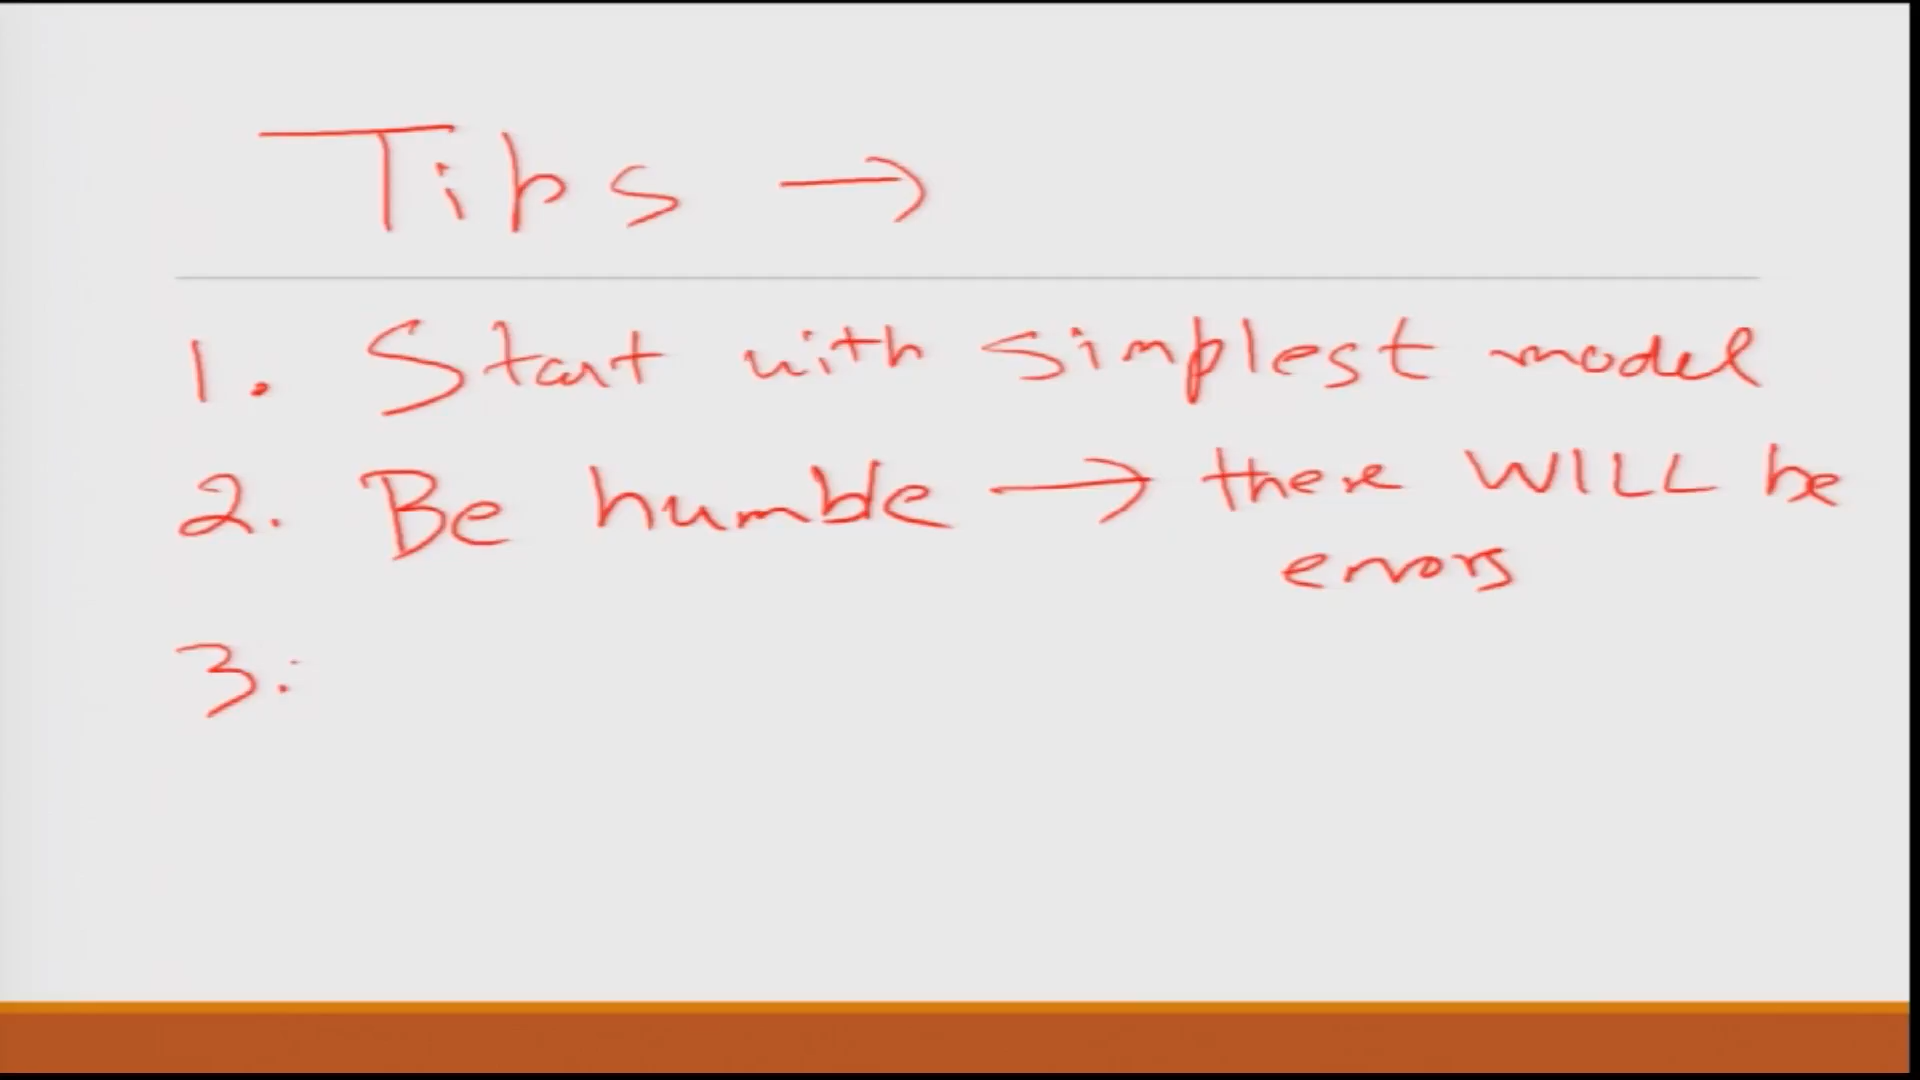 Tips →
1. Start with simplest model
2. Be humble → there WILL be
errors
3.